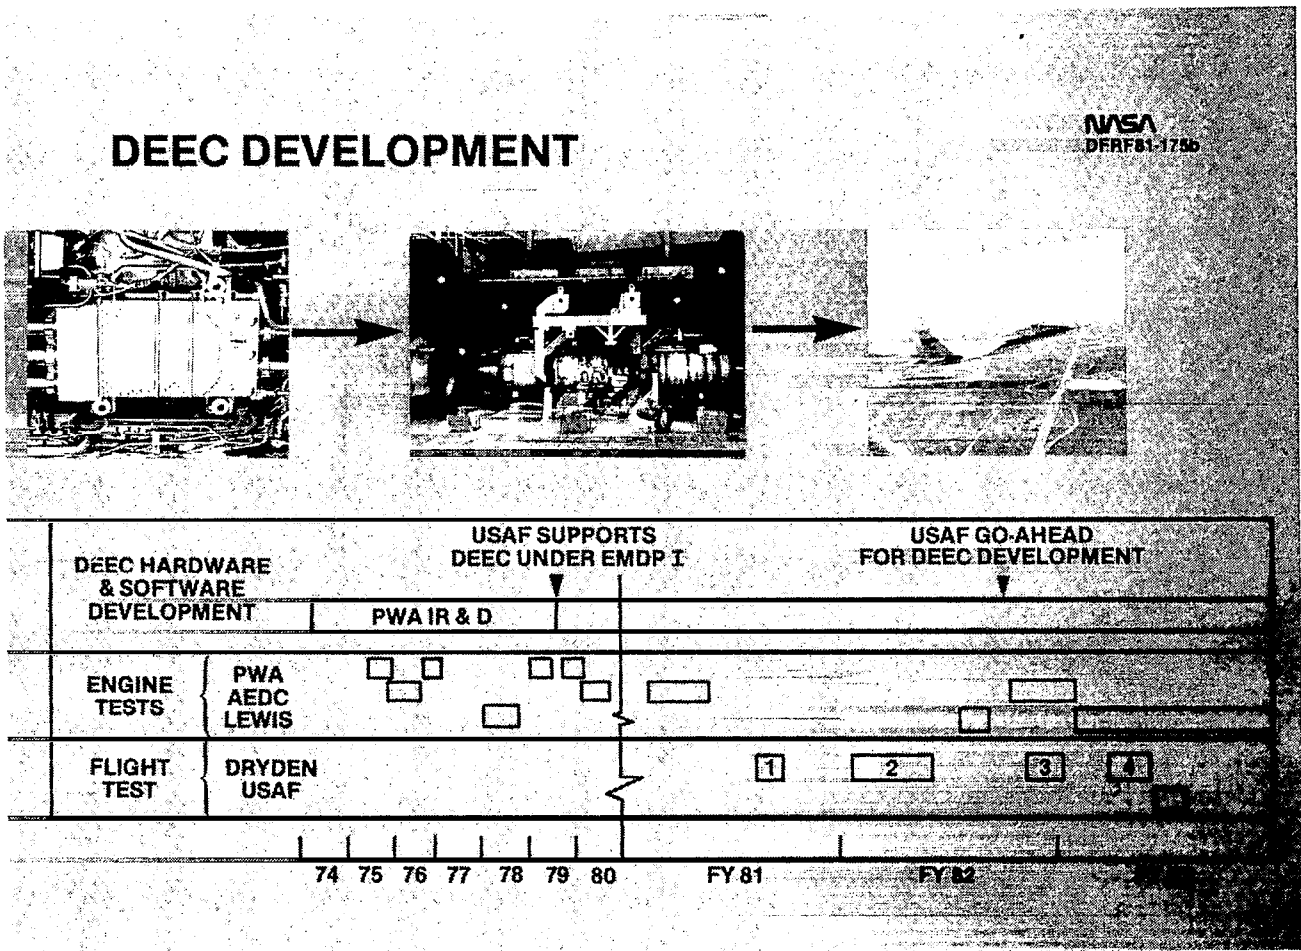 DEEC DEVELOPMENT
NASA
DFRF81-175b
DEEC HARDWARE
& SOFTWARE
DEVELOPMENT
USAF SUPPORTS
DEEC UNDER EMDP I
USAF GO-AHEAD
FOR DEEC DEVELOPMENT
PWA IR & D
ENGINE
TESTS
PWA
AEDC
LEWIS
FLIGHT
TEST
DRYDEN
USAF
1 2 3 4
74 75 76 77 78 79 80 FY 81 FY 82